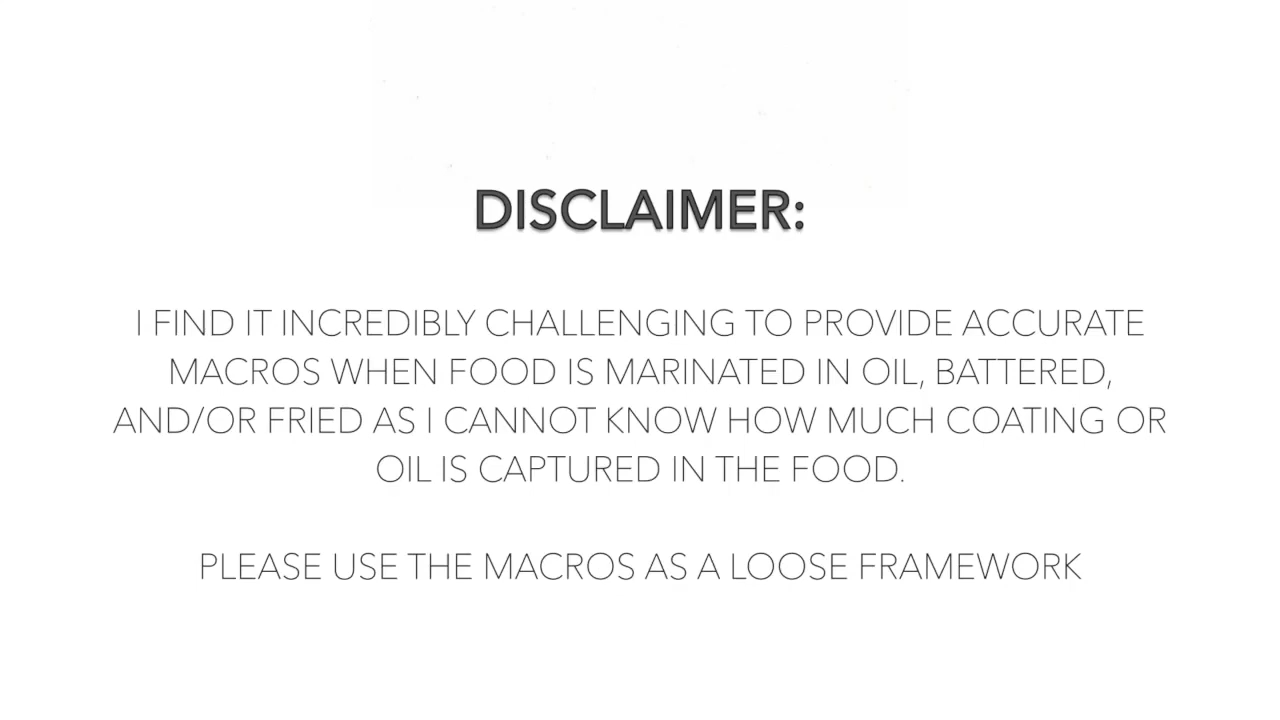 DISCLAIMER:
I FIND IT INCREDIBLY CHALLENGING TO PROVIDE ACCURATE
MACROS WHEN FOOD IS MARINATED IN OIL, BATTERED,
AND/OR FRIED AS I CANNOT KNOW HOW MUCH COATING OR
OIL IS CAPTURED IN THE FOOD.
PLEASE USE THE MACROS AS A LOOSE FRAMEWORK